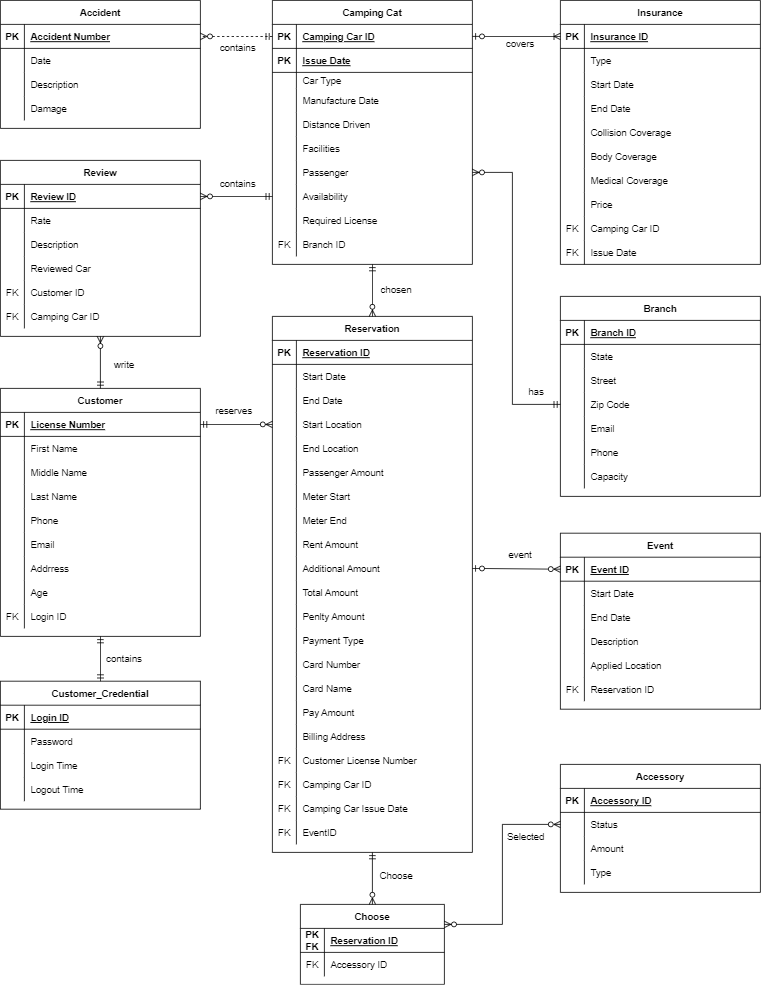 Accident
PK Accident Number
Date
Description
Damage
contains
Camping Cat
PK Camping Car ID
PK Issue Date
Car Type
Manufacture Date
Distance Driven
Facilities
Passenger
Availability
Required License
FK Branch ID
covers
Insurance
PK Insurance ID
Type
Start Date
End Date
Collision Coverage
Body Coverage
Medical Coverage
Price
FK Camping Car ID
FK Issue Date
Review
PK Review ID
Rate
Description
Reviewed Car
FK Customer ID
FK Camping Car ID
contains
chosen
write
has
Branch
PK Branch ID
State
Street
Zip Code
Email
Phone
Capacity
Customer
PK License Number
First Name
Middle Name
Last Name
Phone
Email
Addrress
Age
FK Login ID
reserves
Reservation
PK Reservation ID
Start Date
End Date
Start Location
End Location
Passenger Amount
Meter Start
Meter End
Rent Amount
Additional Amount
Total Amount
Penlty Amount
Payment Type
Card Number
Card Name
Pay Amount
Billing Address
FK Customer License Number
FK Camping Car ID
FK Camping Car Issue Date
FK EventID
event
Event
PK Event ID
Start Date
End Date
Description
Applied Location
FK Reservation ID
contains
Customer_Credential
PK Login ID
Password
Login Time
Logout Time
Accessory
PK Accessory ID
Status
Amount
Type
Selected
Choose
Choose
PK
FK Reservation ID
FK Accessory ID